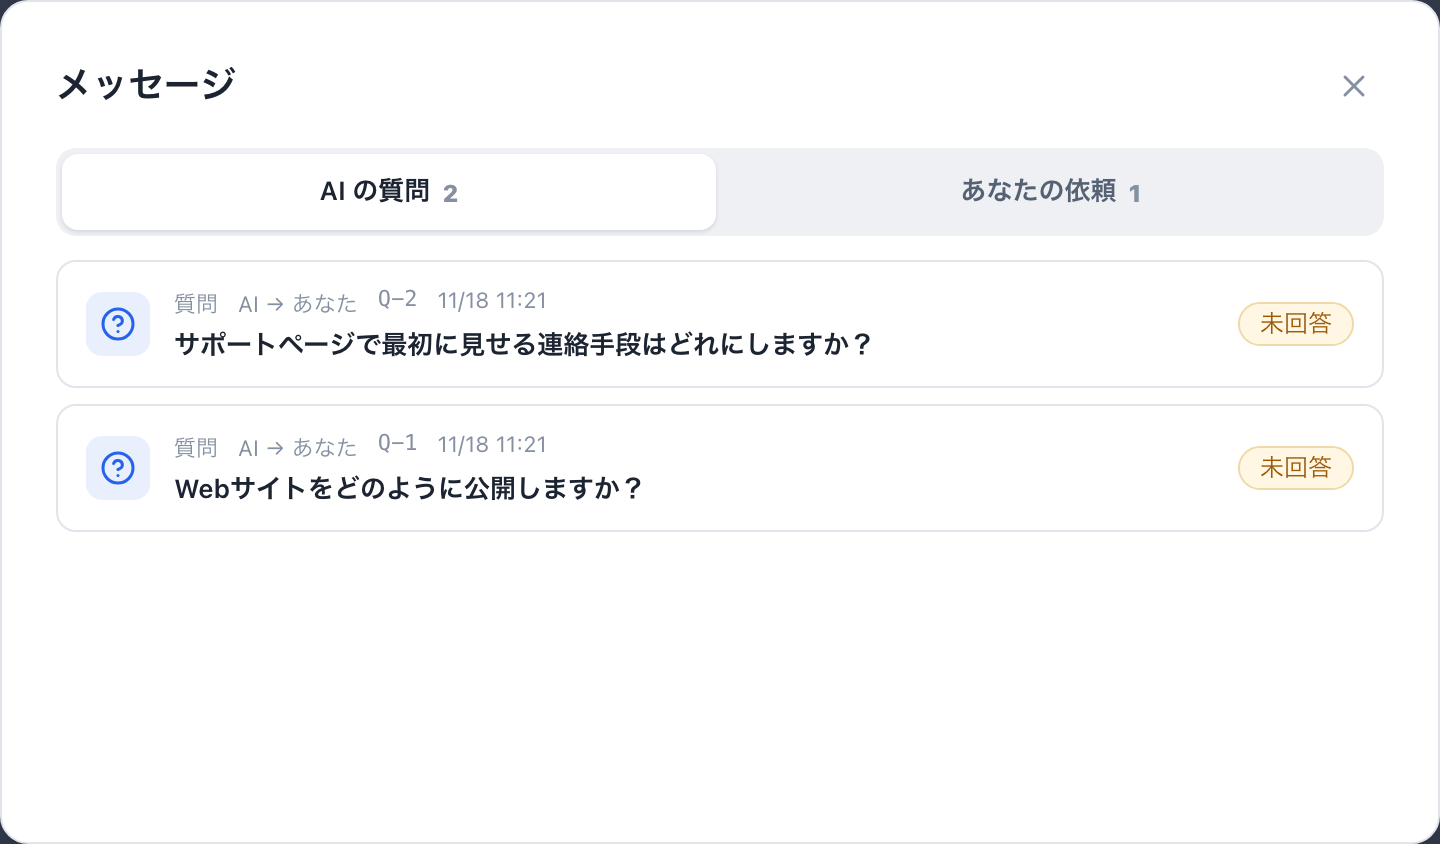 メッセージ
AI の質問 2
あなたの依頼 1
質問 AI → あなた Q-2 11/18 11:21
サポートページで最初に見せる連絡手段はどれにしますか？
未回答
質問 AI → あなた Q-1 11/18 11:21
Webサイトをどのように公開しますか？
未回答